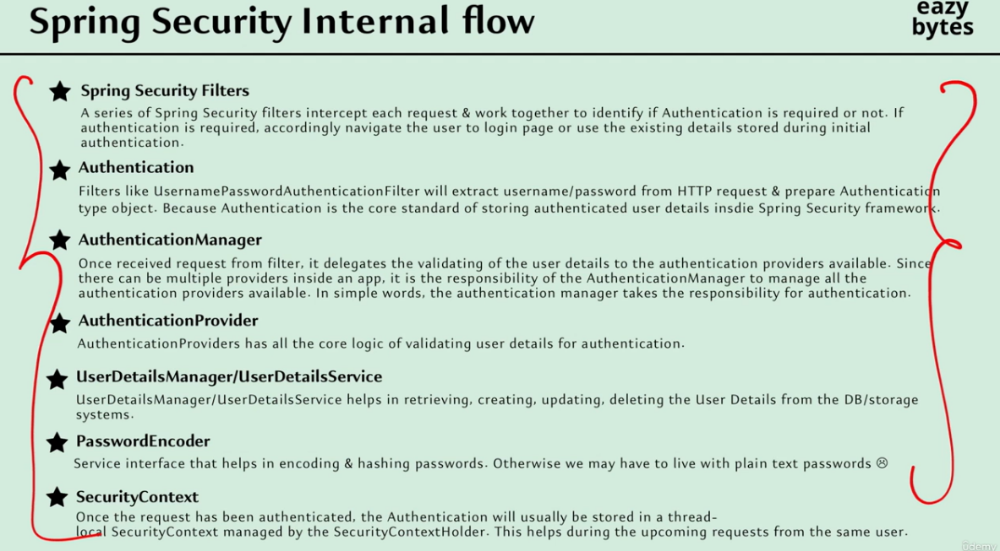 Spring Security Internal flow
eazy
bytes
Spring Security Filters
A series of Spring Security filters intercept each request & work together to identify if Authentication is required or not. If
authentication is required, accordingly navigate the user to login page or use the existing details stored during initial
authentication.
Authentication
Filters like UsernamePasswordAuthenticationFilter will extract username/password from HTTP request & prepare Authentication
type object. Because Authentication is the core standard of storing authenticated user details insdie Spring Security framework.
AuthenticationManager
Once received request from filter, it delegates the validating of the user details to the authentication providers available. Since
there can be multiple providers inside an app, it is the responsibility of the AuthenticationManager to manage all the
authentication providers available. In simple words, the authentication manager takes the responsibility for authentication.
AuthenticationProvider
AuthenticationProviders has all the core logic of validating user details for authentication.
UserDetailsManager/UserDetailsService
UserDetailsManager/UserDetailsService helps in retrieving, creating, updating, deleting the User Details from the DB/storage
systems.
PasswordEncoder
Service interface that helps in encoding & hashing passwords. Otherwise we may have to live with plain text passwords ☹
SecurityContext
Once the request has been authenticated, the Authentication will usually be stored in a thread-
local SecurityContext managed by the SecurityContextHolder. This helps during the upcoming requests from the same user.
ûdemy